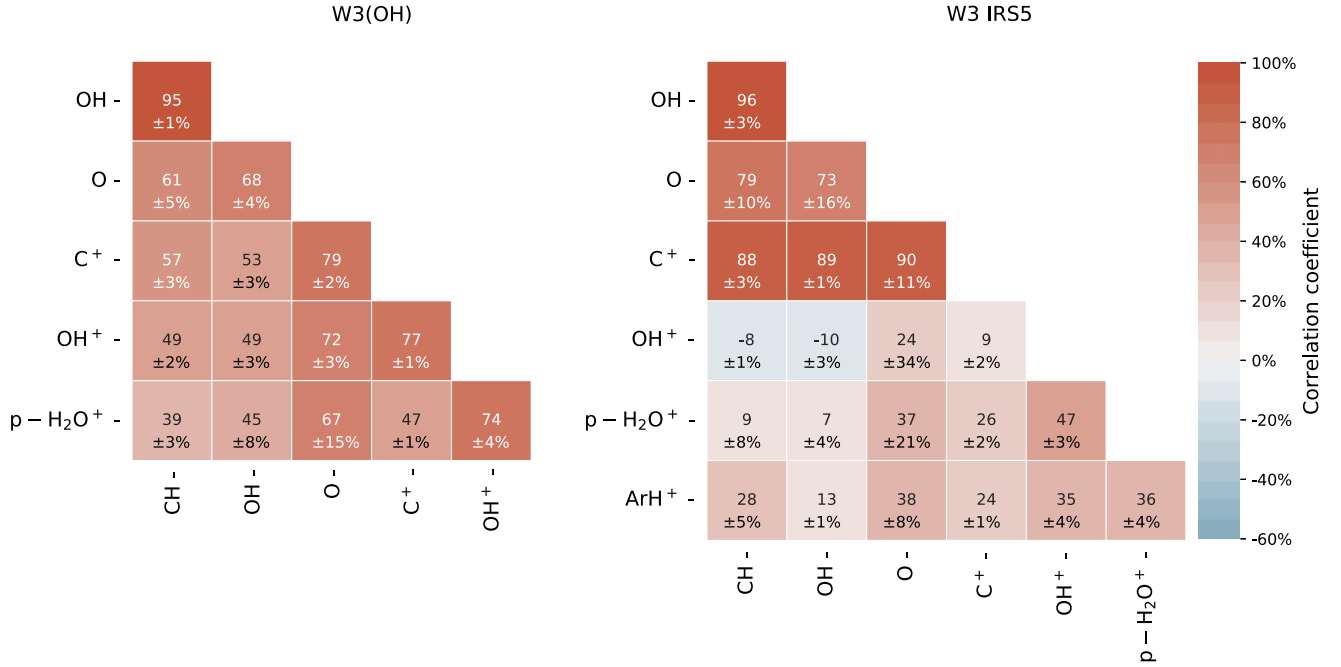 W3(OH)
OH
95
±1%
O
61 68
±5% ±4%
C⁺
57 53 79
±3% ±3% ±2%
OH⁺
49 49 72 77
±2% ±3% ±3% ±1%
p − H₂O⁺
39 45 67 47 74
±3% ±8% ±15% ±1% ±4%
CH OH O C⁺ OH⁺
W3 IRS5
OH
96
±3%
O
79 73
±10% ±16%
C⁺
88 89 90
±3% ±1% ±11%
OH⁺
-8 -10 24 9
±1% ±3% ±34% ±2%
p − H₂O⁺
9 7 37 26 47
±8% ±4% ±21% ±2% ±3%
ArH⁺
28 13 38 24 35 36
±5% ±1% ±8% ±1% ±4% ±4%
CH OH O C⁺ OH⁺ p − H₂O⁺
100%
80%
60%
40%
20%
0%
-20%
-40%
-60%
Correlation coefficient